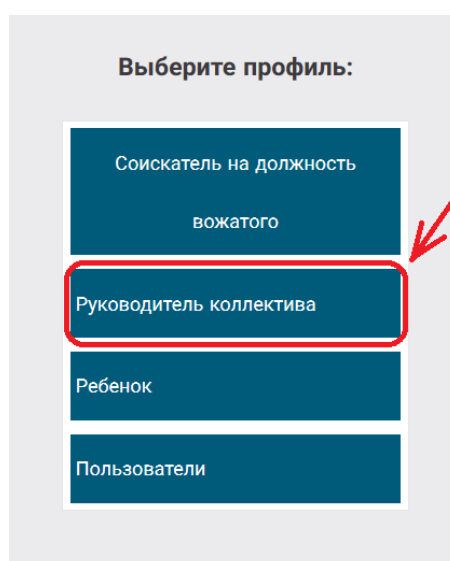 Выберите профиль:
Соискатель на должность
вожатого
Руководитель коллектива
Ребенок
Пользователи